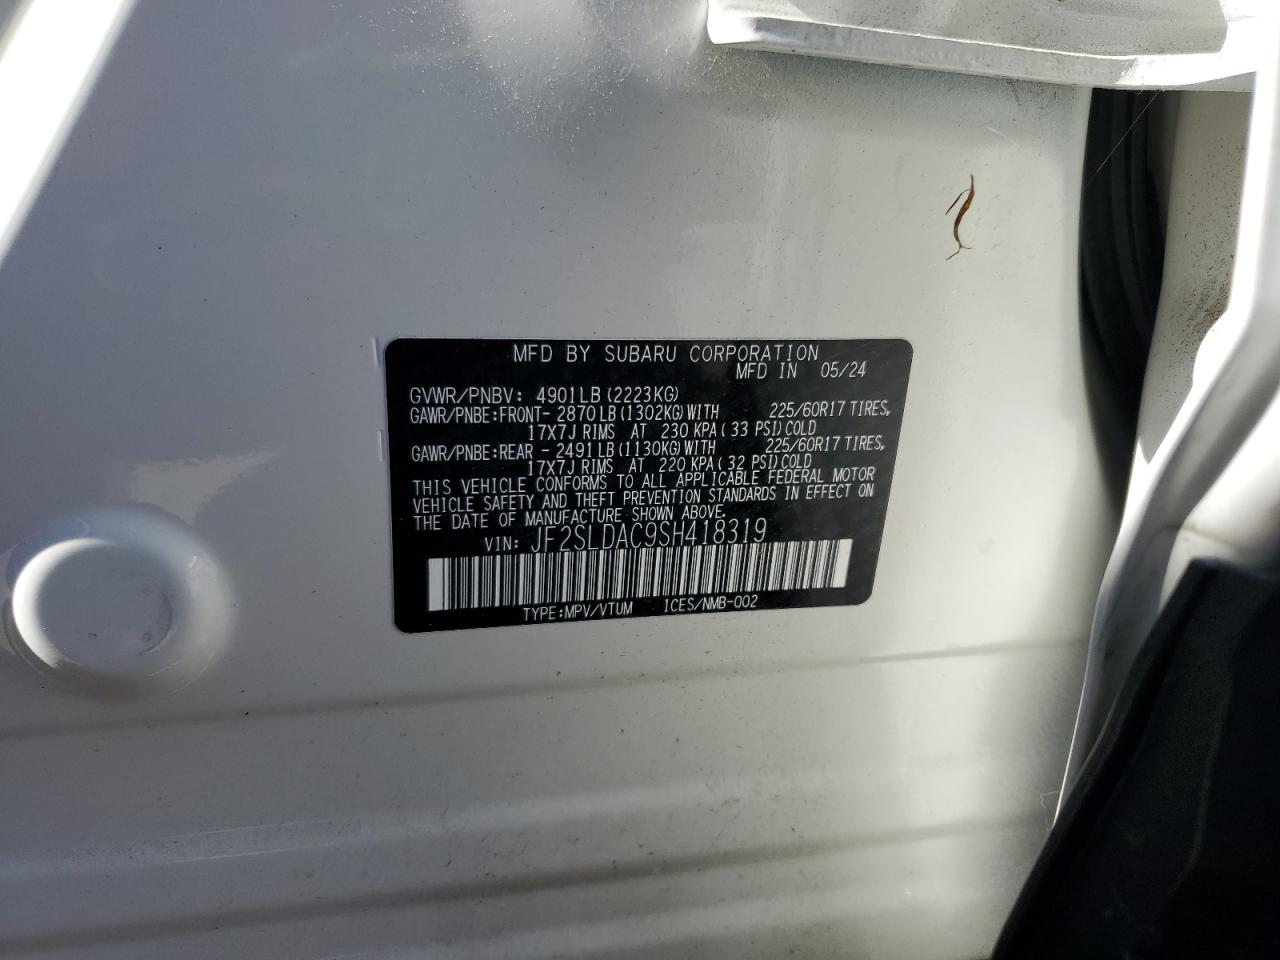 MFD BY SUBARU CORPORATION
MFD IN 05/24
GVWR/PNBV: 4901LB(2223KG)
GAWR/PNBE:FRONT- 2870LB(1302KG)WITH 225/60R17 TIRES,
17X7J RIMS AT 230 KPA(33 PSI)COLD
GAWR/PNBE:REAR - 2491LB(1130KG)WITH 225/60R17 TIRES,
17X7J RIMS AT 220 KPA(32 PSI)COLD
THIS VEHICLE CONFORMS TO ALL APPLICABLE FEDERAL MOTOR
VEHICLE SAFETY AND THEFT PREVENTION STANDARDS IN EFFECT ON
THE DATE OF MANUFACTURE SHOWN ABOVE.
VIN: JF2SLDAC9SH418319
TYPE:MPV/VTUM ICES/NMB-002